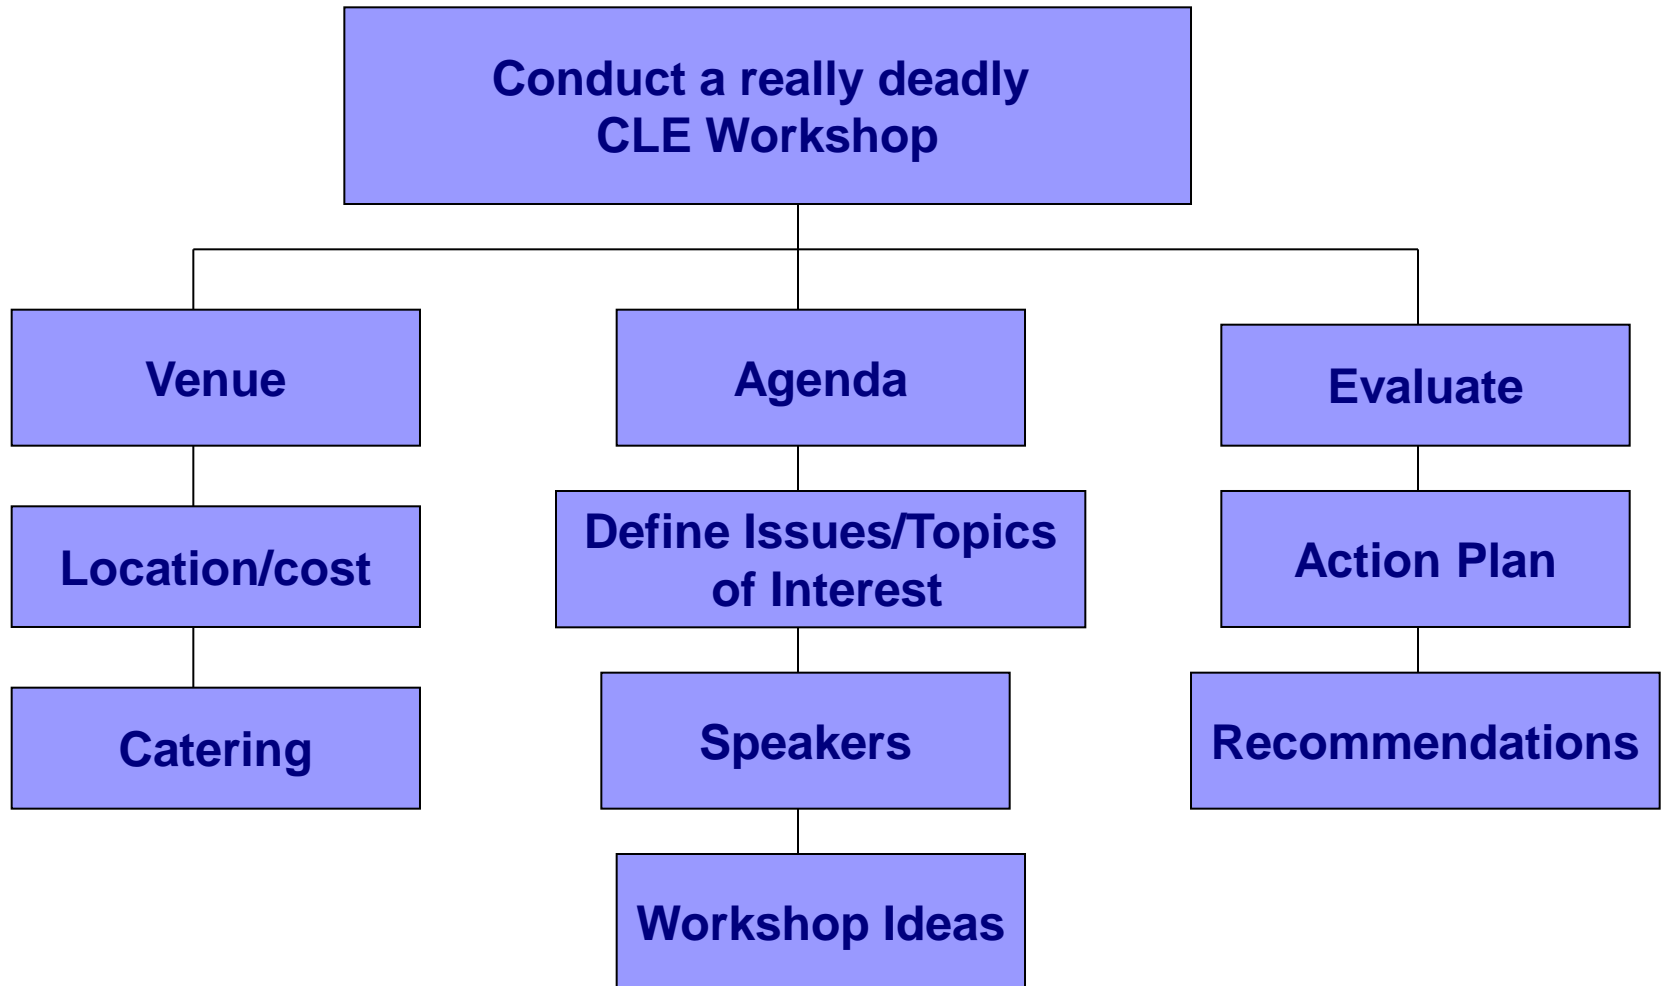 Conduct a really deadly
CLE Workshop
Venue
Agenda
Evaluate
Location/cost
Define Issues/Topics
of Interest
Action Plan
Catering
Speakers
Recommendations
Workshop Ideas